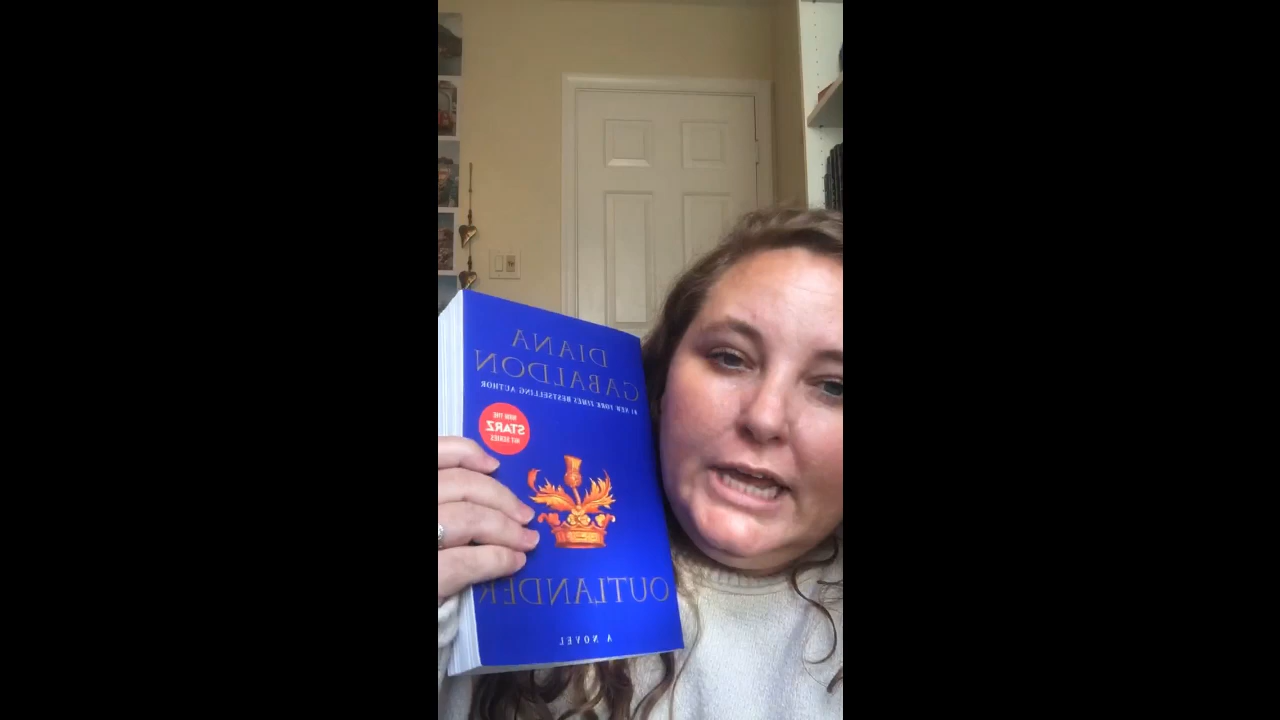 DIANA
GABALDON
#1 NEW YORK TIMES BESTSELLING AUTHOR
NOW THE
STARZ
HIT SERIES
OUTLANDER
A NOVEL